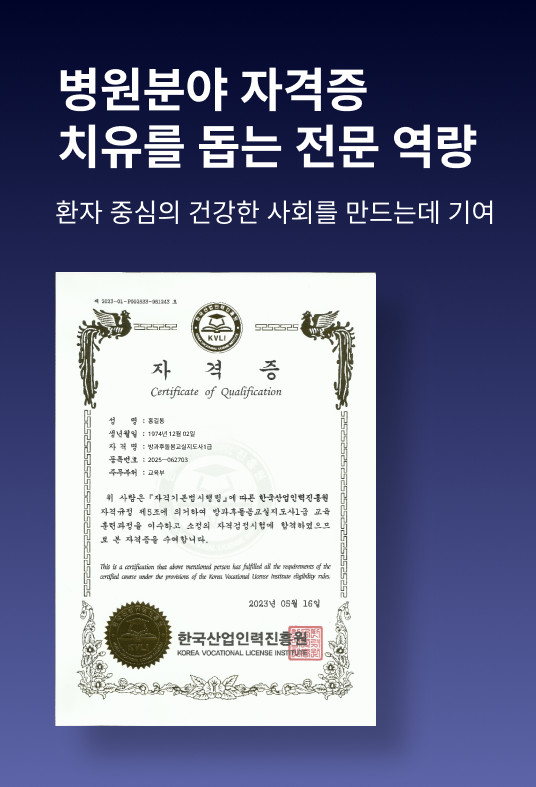 병원분야 자격증
치유를 돕는 전문 역량
환자 중심의 건강한 사회를 만드는데 기여
제 2023-01-P002023-981245 호
KVLI
자 격 증
Certificate of Qualification
성 명 : 홍길동
생년월일 : 1974년 12월 02일
자 격 명 : 방과후돌봄교실지도사1급
등록번호 : 2025-062703
주무부처 : 교육부
위 사람은 『자격기본법시행령』에 따른 한국산업인력진흥원
자격규정 제5조에 의거하여 방과후돌봄교실지도사1급 교육
훈련과정을 이수하고 소정의 자격검정시험에 합격하였으므
로 본 자격증을 수여합니다.
This is a certification that above mentioned person has fulfilled all the requirements of the
certified course under the provisions of the Korea Vocational License Institute eligibility rules.
2023년 05월 16일
한국산업인력진흥원
KOREA VOCATIONAL LICENSE INSTITUTE